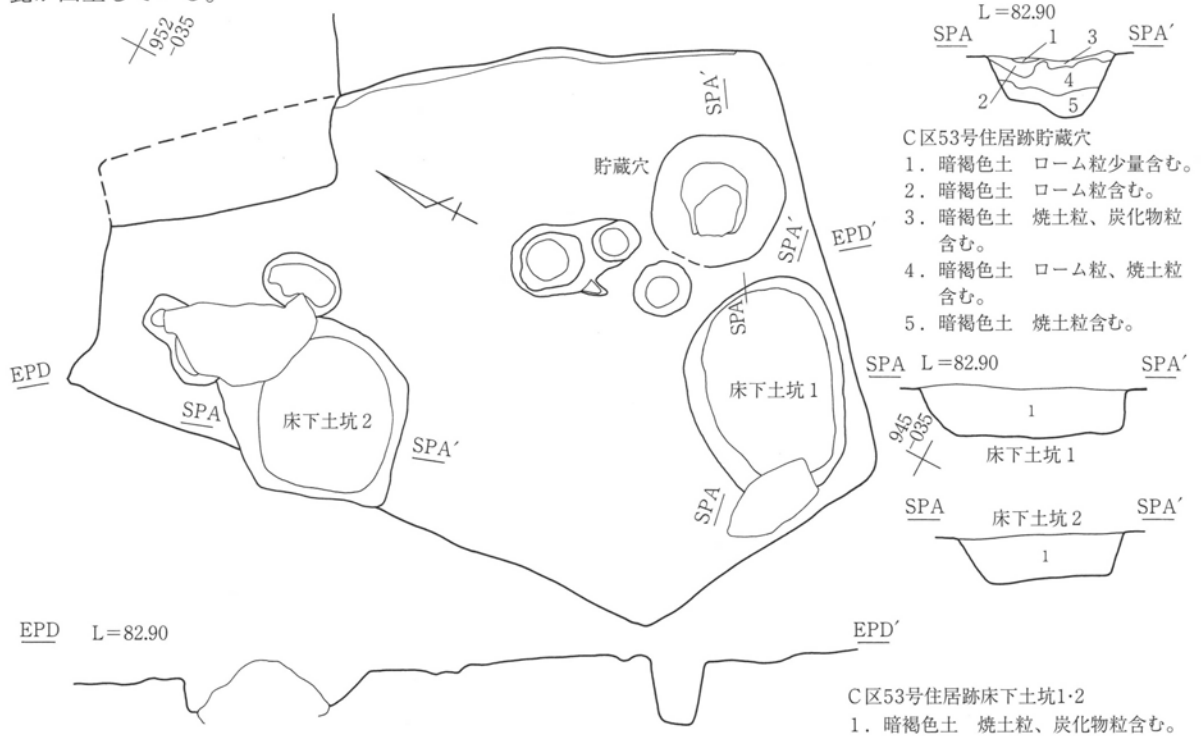 952
-035
SPA′
貯蔵穴
SPA′
EPD′
SPA
床下土坑1
SPA
EPD
SPA
床下土坑2
SPA′
EPD L=82.90
EPD′
L=82.90
SPA
SPA′
1
3
2
4
5
C区53号住居跡貯蔵穴
1. 暗褐色土 ローム粒少量含む。
2. 暗褐色土 ローム粒含む。
3. 暗褐色土 焼土粒、炭化物粒
含む。
4. 暗褐色土 ローム粒、焼土粒
含む。
5. 暗褐色土 焼土粒含む。
SPA L=82.90 SPA′
1
945
-035
床下土坑1
SPA 床下土坑2 SPA′
1
C区53号住居跡床下土坑1・2
1. 暗褐色土 焼土粒、炭化物粒含む。